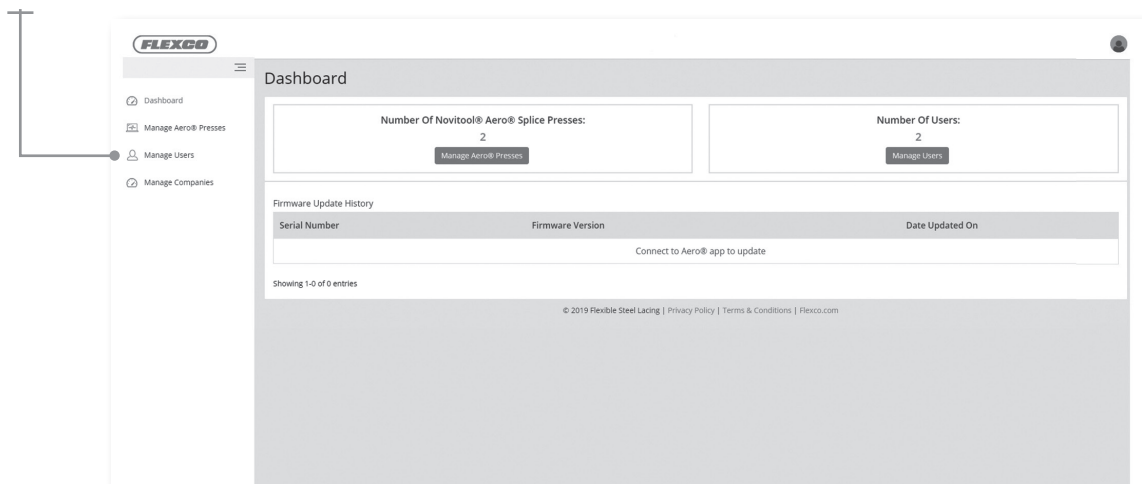 FLEXCO
Dashboard
Dashboard
Manage Aero® Presses
Manage Users
Manage Companies
Number Of Novitool® Aero® Splice Presses:
2
Manage Aero® Presses
Number Of Users:
2
Manage Users
Firmware Update History
Serial Number Firmware Version Date Updated On
Connect to Aero® app to update
Showing 1-0 of 0 entries
© 2019 Flexible Steel Lacing | Privacy Policy | Terms & Conditions | Flexco.com